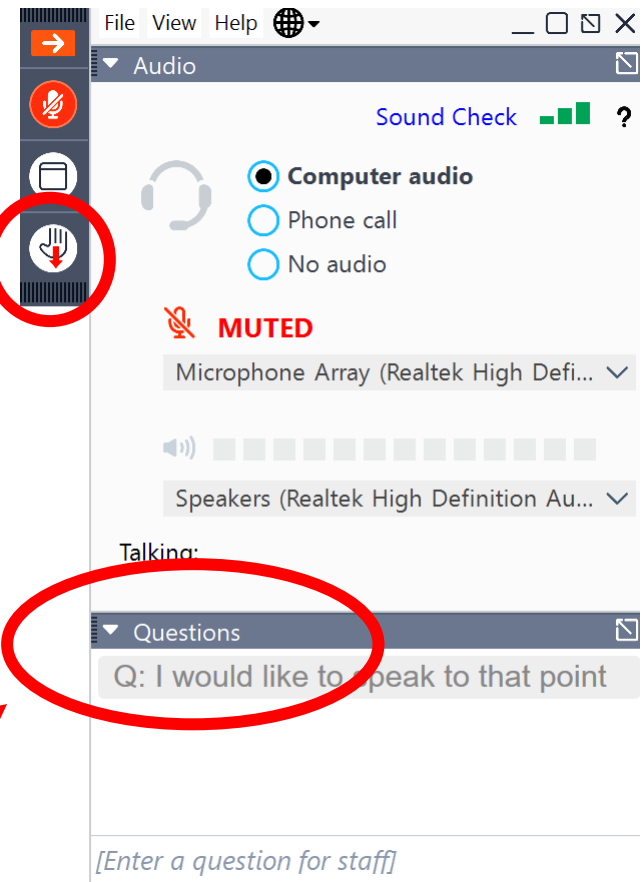 File View Help
Audio
Sound Check ?
Computer audio
Phone call
No audio
MUTED
Microphone Array (Realtek High Defi...
Speakers (Realtek High Definition Au...
Talking:
Questions
Q: I would like to speak to that point
[Enter a question for staff]